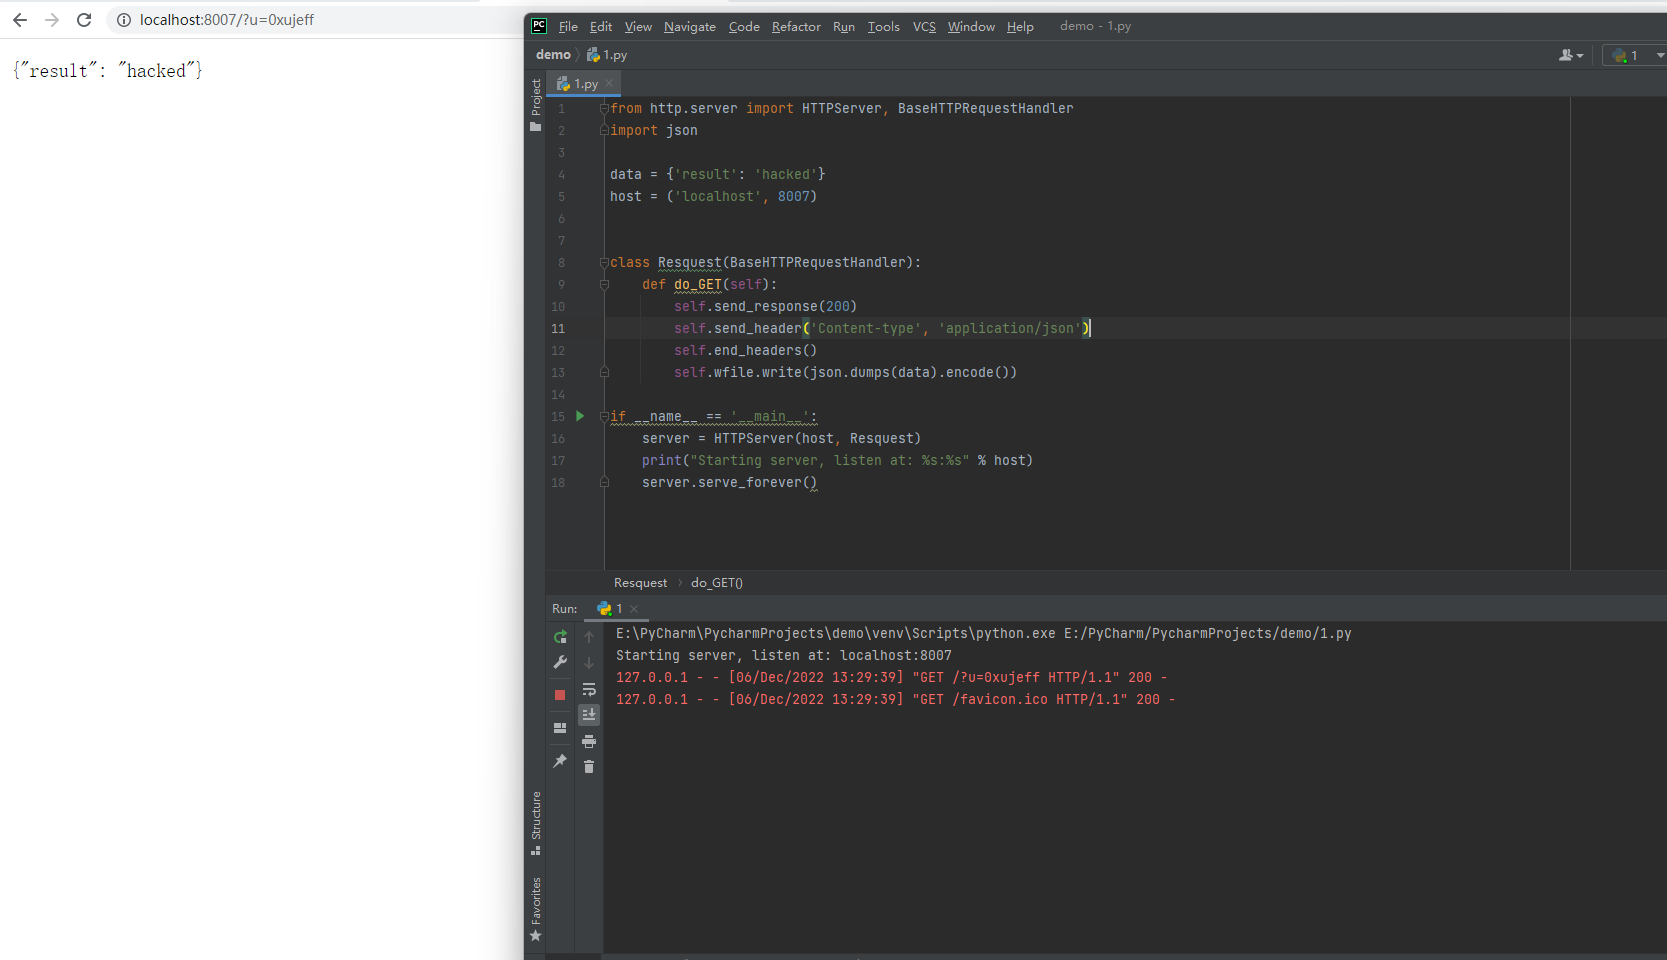 localhost:8007/?u=0xujeff
{"result": "hacked"}
PC File Edit View Navigate Code Refactor Run Tools VCS Window Help demo - 1.py
demo 1.py
1
1.py
Project
1 from http.server import HTTPServer, BaseHTTPRequestHandler
2 import json
3
4 data = {'result': 'hacked'}
5 host = ('localhost', 8007)
6
7
8 class Resquest(BaseHTTPRequestHandler):
9 def do_GET(self):
10 self.send_response(200)
11 self.send_header('Content-type', 'application/json')
12 self.end_headers()
13 self.wfile.write(json.dumps(data).encode())
14
15 if __name__ == '__main__':
16 server = HTTPServer(host, Resquest)
17 print("Starting server, listen at: %s:%s" % host)
18 server.serve_forever()
Resquest do_GET()
Run: 1
E:\PyCharm\PycharmProjects\demo\venv\Scripts\python.exe E:/PyCharm/PycharmProjects/demo/1.py
Starting server, listen at: localhost:8007
127.0.0.1 - - [06/Dec/2022 13:29:39] "GET /?u=0xujeff HTTP/1.1" 200 -
127.0.0.1 - - [06/Dec/2022 13:29:39] "GET /favicon.ico HTTP/1.1" 200 -
Structure
Favorites